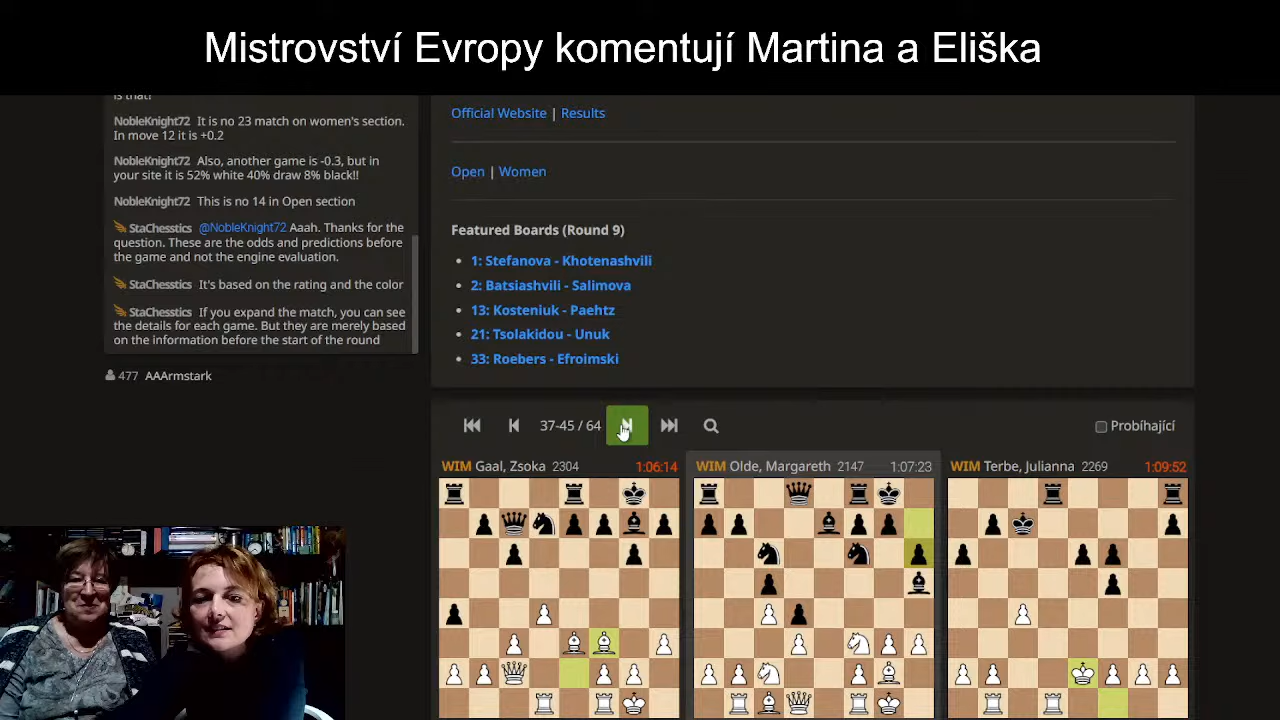 Mistrovství Evropy komentují Martina a Eliška
is that!
NobleKnight72 It is no 23 match on women's section.
In move 12 it is +0.2
NobleKnight72 Also, another game is -0.3, but in
your site it is 52% white 40% draw 8% black!!
NobleKnight72 This is no 14 in Open section
StaChesstics @NobleKnight72 Aaah. Thanks for the
question. These are the odds and predictions before
the game and not the engine evaluation.
StaChesstics It's based on the rating and the color
StaChesstics If you expand the match, you can see
the details for each game. But they are merely based
on the information before the start of the round
477 AAArmstark
Official Website | Results
Open | Women
Featured Boards (Round 9)
1: Stefanova - Khotenashvili
2: Batsiashvili - Salimova
13: Kosteniuk - Paehtz
21: Tsolakidou - Unuk
33: Roebers - Efroimski
37-45 / 64
Probíhající
WIM Gaal, Zsoka 2304 1:06:14
WIM Olde, Margareth 2147 1:07:23
WIM Terbe, Julianna 2269 1:09:52